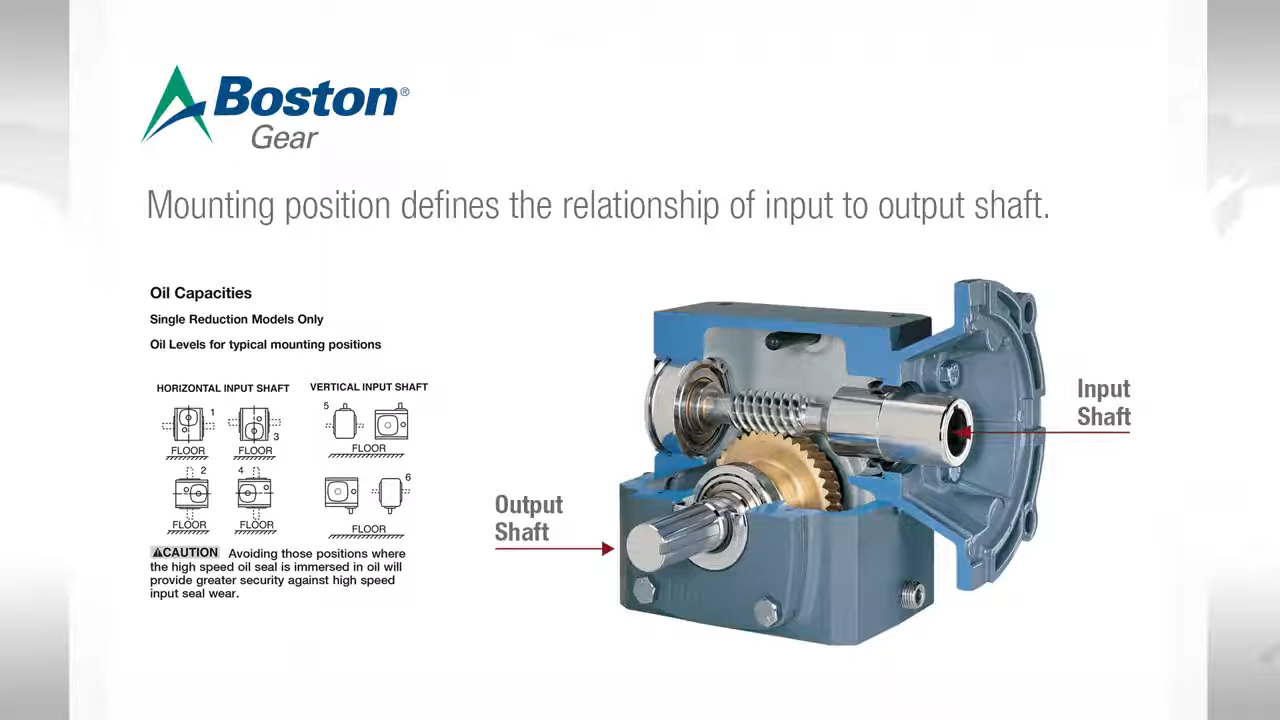 Boston®
Gear
Mounting position defines the relationship of input to output shaft.
Oil Capacities
Single Reduction Models Only
Oil Levels for typical mounting positions
HORIZONTAL INPUT SHAFT
VERTICAL INPUT SHAFT
1
3
5
FLOOR
FLOOR
FLOOR
2
4
6
FLOOR
FLOOR
FLOOR
CAUTION Avoiding those positions where
the high speed oil seal is immersed in oil will
provide greater security against high speed
input seal wear.
Output
Shaft
Input
Shaft